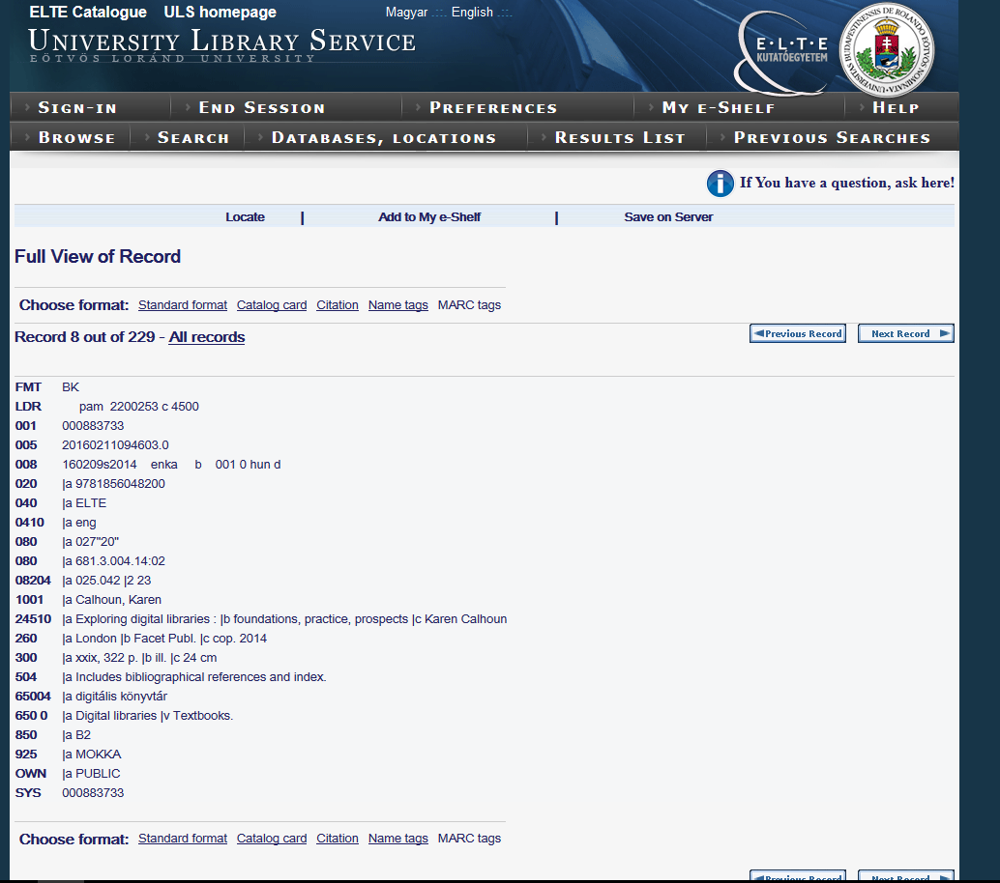 ELTE Catalogue ULS homepage Magyar .::. English .::.
UNIVERSITY LIBRARY SERVICE
EÖTVÖS LORÁND UNIVERSITY
E·L·T·E
KUTATÓEGYETEM
UNIVERSITAS BUDAPESTINENSIS DE ROLANDO EÖTVÖS NOMINATA
SIGN-IN END SESSION PREFERENCES MY E-SHELF HELP
BROWSE SEARCH DATABASES, LOCATIONS RESULTS LIST PREVIOUS SEARCHES
If You have a question, ask here!
Locate | Add to My e-Shelf | Save on Server
Full View of Record
Choose format: Standard format Catalog card Citation Name tags MARC tags
Record 8 out of 229 - All records Previous Record Next Record
FMT BK
LDR pam 2200253 c 4500
001 000883733
005 20160211094603.0
008 160209s2014 enka b 001 0 hun d
020 |a 9781856048200
040 |a ELTE
0410 |a eng
080 |a 027"20"
080 |a 681.3.004.14:02
08204 |a 025.042 |2 23
1001 |a Calhoun, Karen
24510 |a Exploring digital libraries : |b foundations, practice, prospects |c Karen Calhoun
260 |a London |b Facet Publ. |c cop. 2014
300 |a xxix, 322 p. |b ill. |c 24 cm
504 |a Includes bibliographical references and index.
65004 |a digitális könyvtár
650 0 |a Digital libraries |v Textbooks.
850 |a B2
925 |a MOKKA
OWN |a PUBLIC
SYS 000883733
Choose format: Standard format Catalog card Citation Name tags MARC tags
Previous Record Next Record